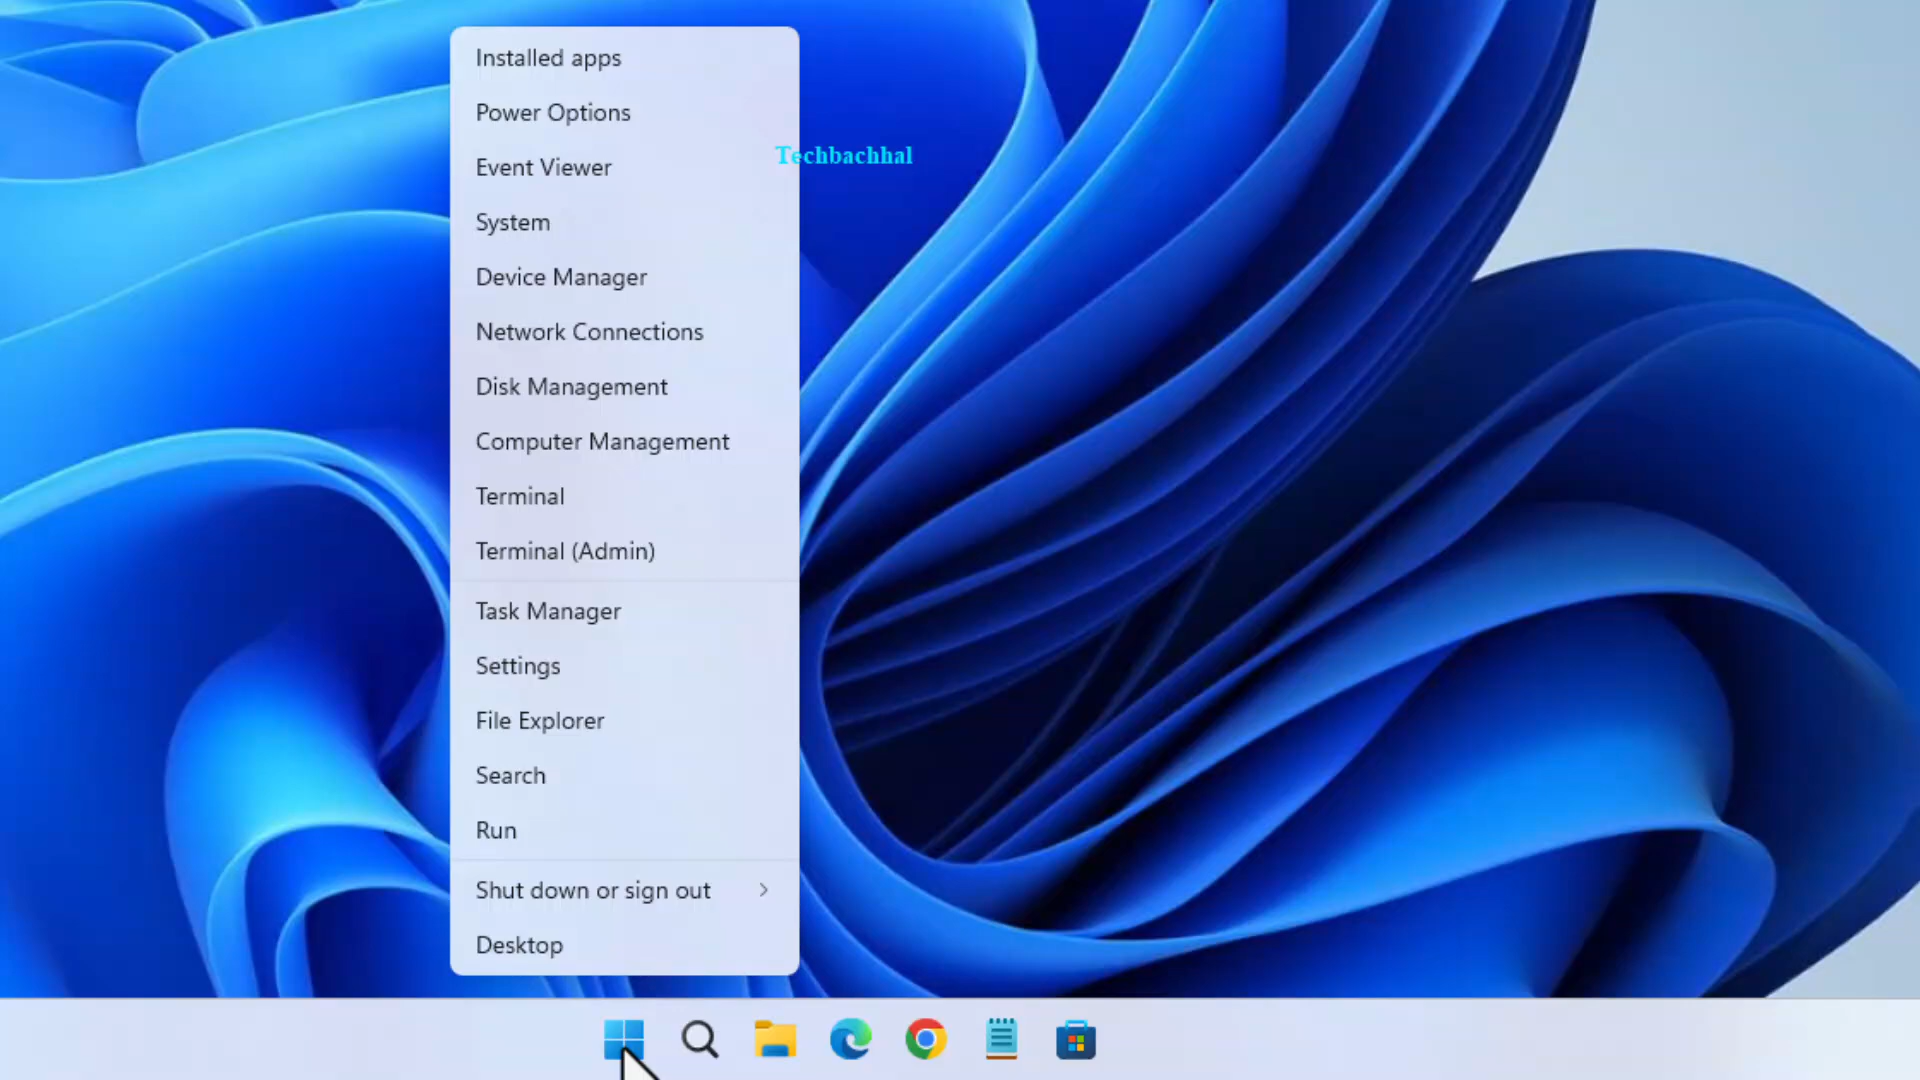 Installed apps
Power Options
Techbachhal
Event Viewer
System
Device Manager
Network Connections
Disk Management
Computer Management
Terminal
Terminal (Admin)
Task Manager
Settings
File Explorer
Search
Run
Shut down or sign out
Desktop